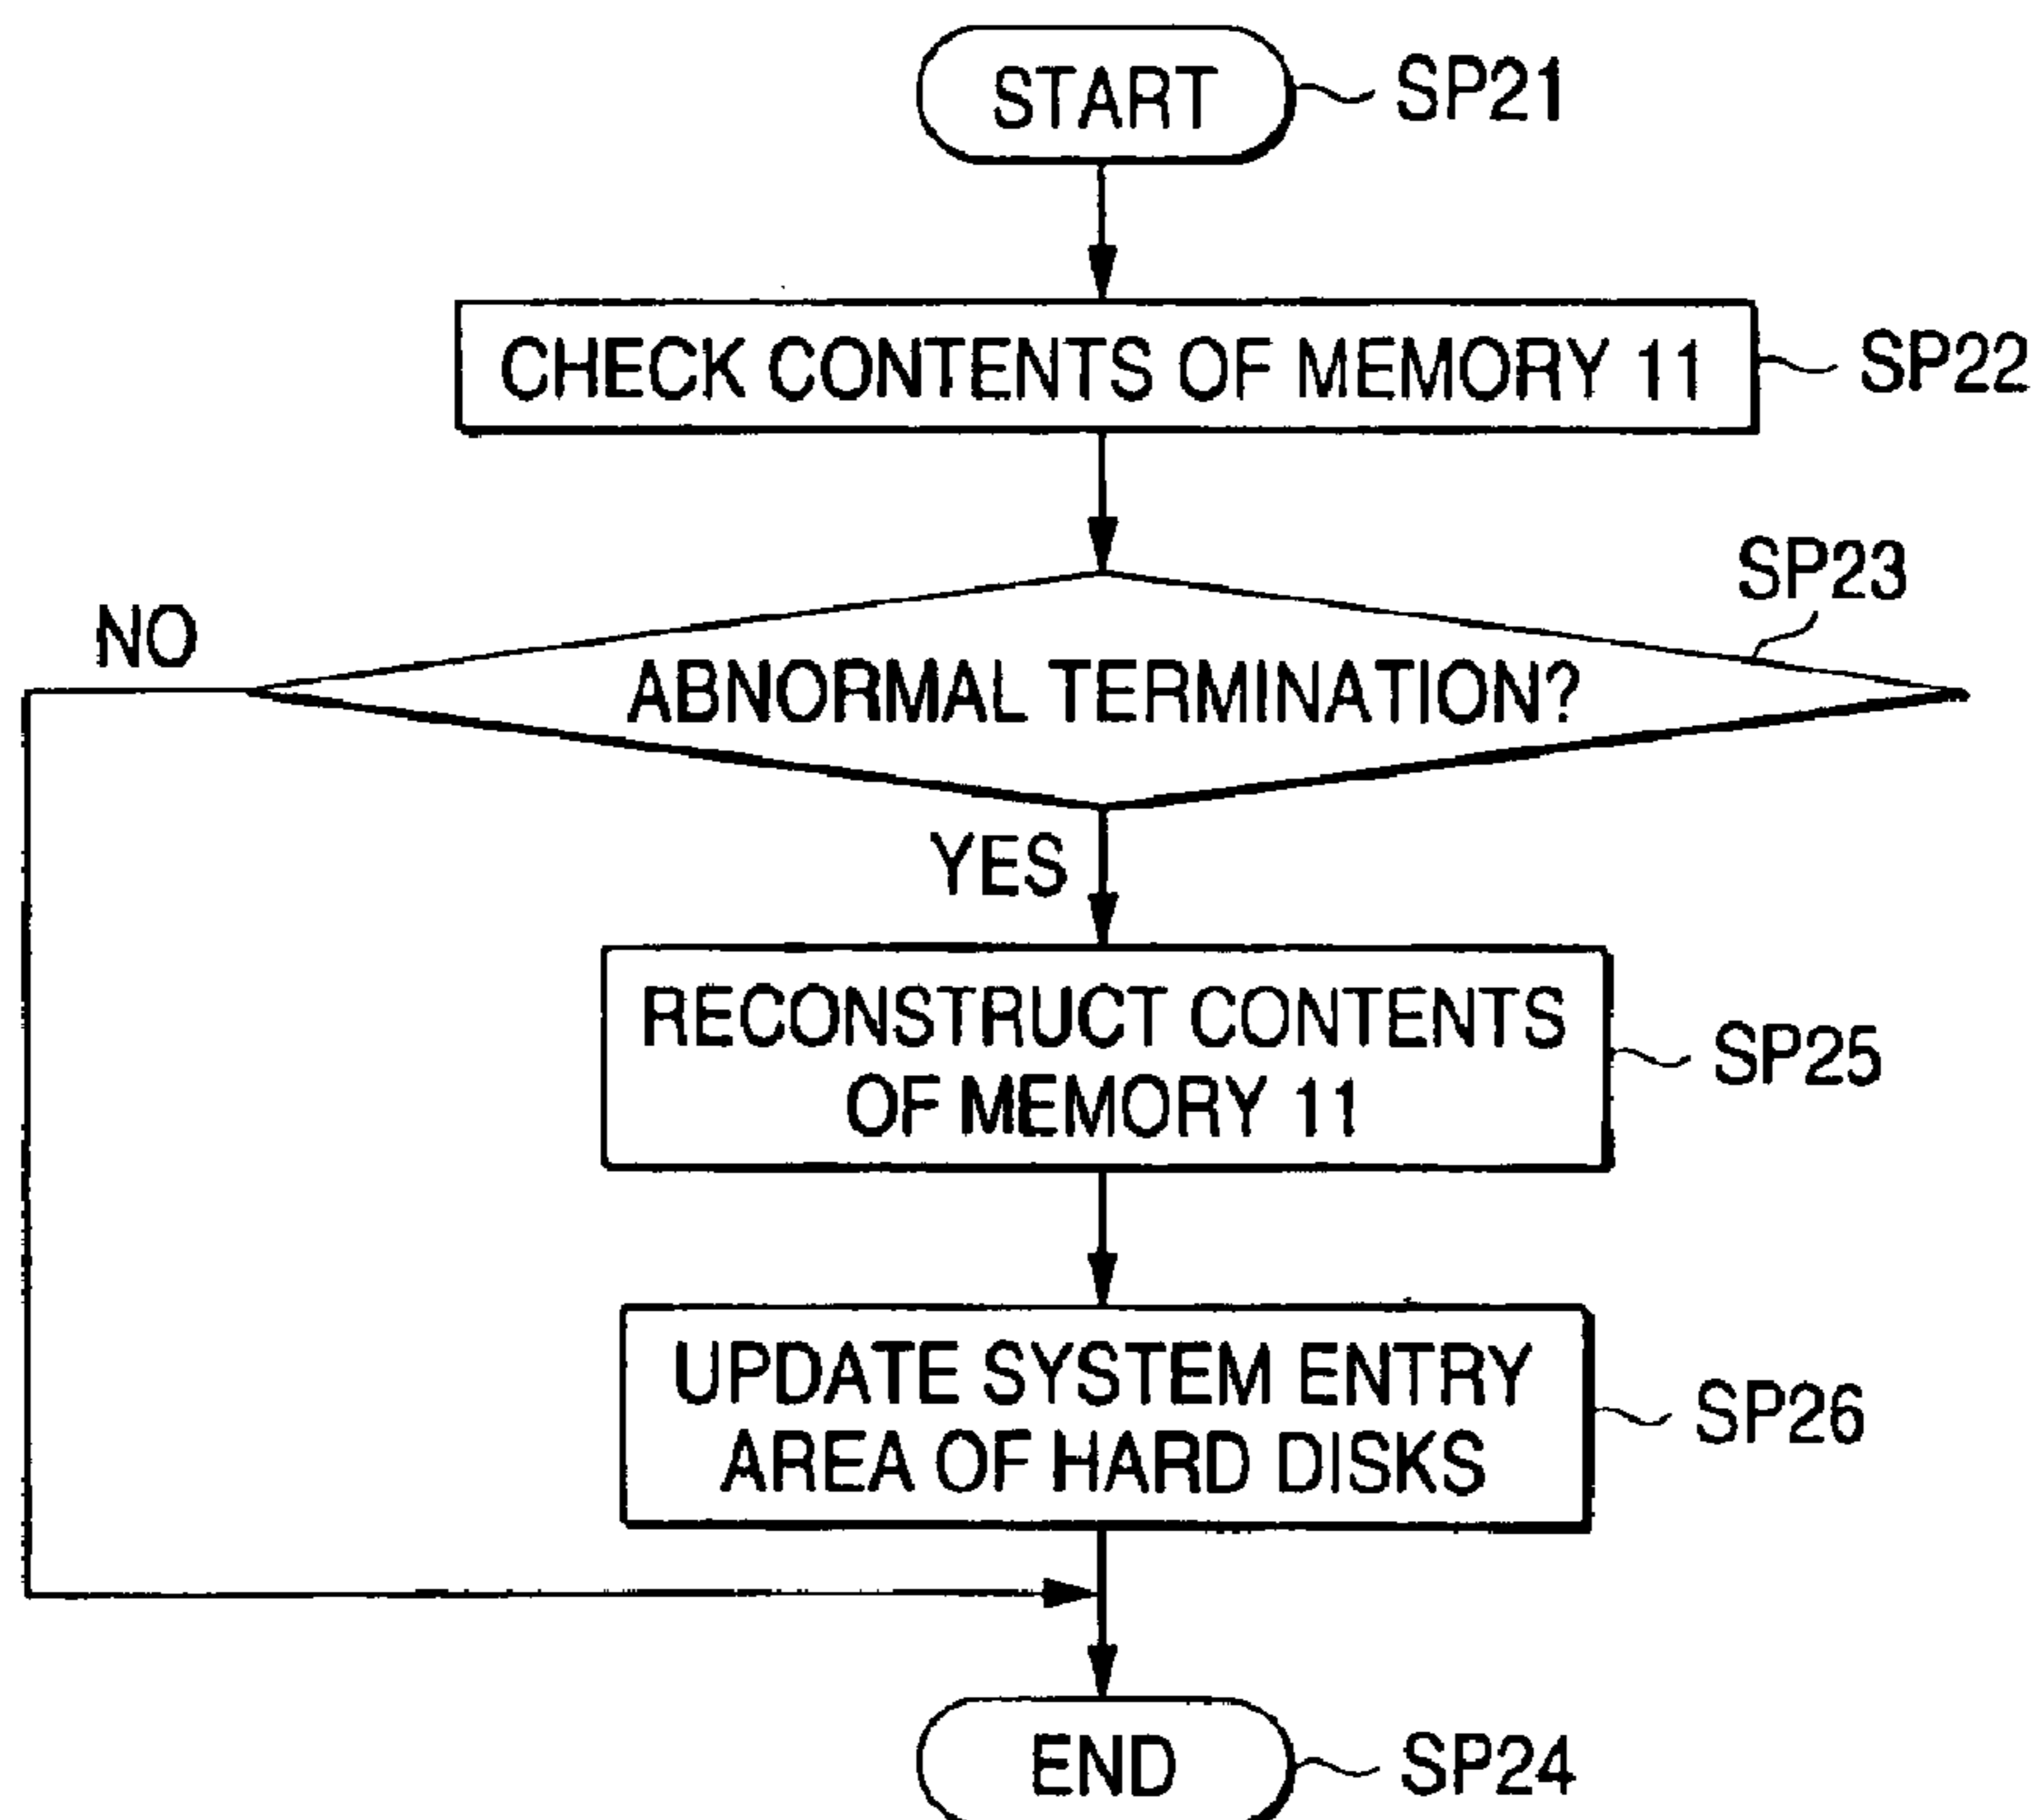 START
SP21
CHECK CONTENTS OF MEMORY 11
SP22
SP23
NO
ABNORMAL TERMINATION?
YES
RECONSTRUCT CONTENTS
OF MEMORY 11
SP25
UPDATE SYSTEM ENTRY
AREA OF HARD DISKS
SP26
END
SP24